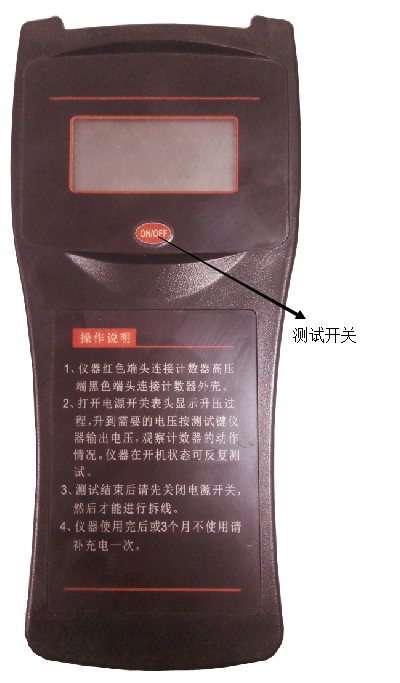 ON/OFF
测试开关
操作说明
1、仪器红色端头连接计数器高压
端黑色端头连接计数器外壳。
2、打开电源开关表头显示升压过
程,升到需要的电压按测试键仪
器输出电压,观察计数器的动作
情况。仪器在开机状态可反复测
试。
3、测试结束后请先关闭电源开关,
然后才能进行拆线。
4、仪器使用完后或3个月不使用请
补充电一次。